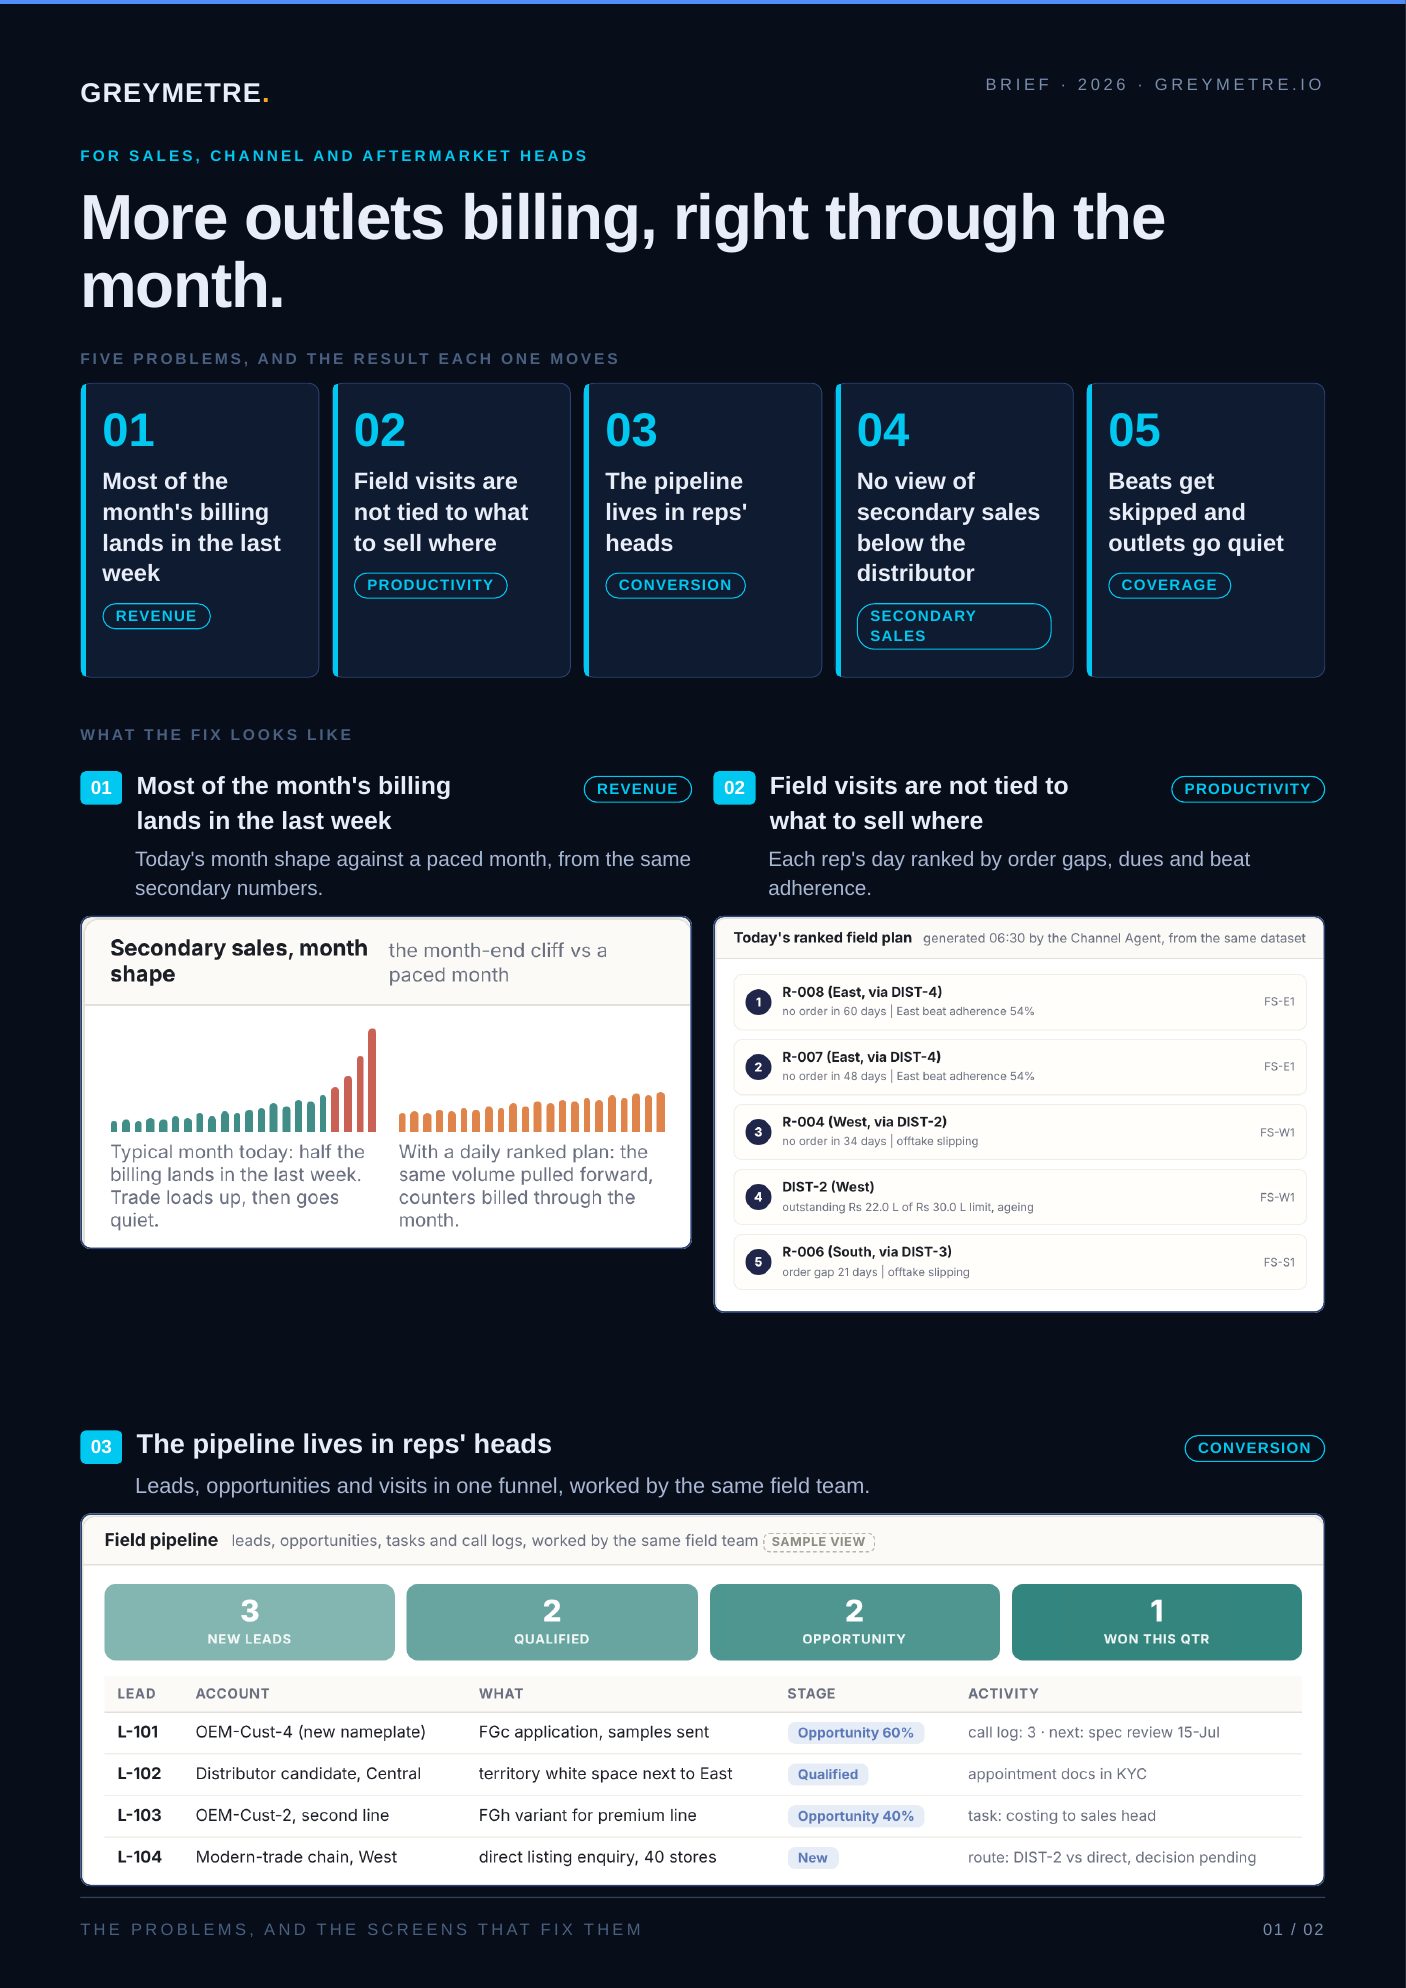 GREYMETRE.
BRIEF · 2026 · GREYMETRE.IO
FOR SALES, CHANNEL AND AFTERMARKET HEADS
More outlets billing, right through the
month.
FIVE PROBLEMS, AND THE RESULT EACH ONE MOVES
01
Most of the
month's billing
lands in the last
week
REVENUE
02
Field visits are
not tied to what
to sell where
PRODUCTIVITY
03
The pipeline
lives in reps'
heads
CONVERSION
04
No view of
secondary sales
below the
distributor
SECONDARY
SALES
05
Beats get
skipped and
outlets go quiet
COVERAGE
WHAT THE FIX LOOKS LIKE
01
Most of the month's billing
lands in the last week
REVENUE
Today's month shape against a paced month, from the same
secondary numbers.
Secondary sales, month
shape
the month-end cliff vs a
paced month
Typical month today: half the
billing lands in the last week.
Trade loads up, then goes
quiet.
With a daily ranked plan: the
same volume pulled forward,
counters billed through the
month.
02
Field visits are not tied to
what to sell where
PRODUCTIVITY
Each rep's day ranked by order gaps, dues and beat
adherence.
Today's ranked field plan generated 06:30 by the Channel Agent, from the same dataset
1
R-008 (East, via DIST-4)
no order in 60 days | East beat adherence 54%
FS-E1
2
R-007 (East, via DIST-4)
no order in 48 days | East beat adherence 54%
FS-E1
3
R-004 (West, via DIST-2)
no order in 34 days | offtake slipping
FS-W1
4
DIST-2 (West)
outstanding Rs 22.0 L of Rs 30.0 L limit, ageing
FS-W1
5
R-006 (South, via DIST-3)
order gap 21 days | offtake slipping
FS-S1
03
The pipeline lives in reps' heads
CONVERSION
Leads, opportunities and visits in one funnel, worked by the same field team.
Field pipeline leads, opportunities, tasks and call logs, worked by the same field team SAMPLE VIEW
3
NEW LEADS
2
QUALIFIED
2
OPPORTUNITY
1
WON THIS QTR
LEAD ACCOUNT WHAT STAGE ACTIVITY
L-101 OEM-Cust-4 (new nameplate) FGc application, samples sent Opportunity 60% call log: 3 · next: spec review 15-Jul
L-102 Distributor candidate, Central territory white space next to East Qualified appointment docs in KYC
L-103 OEM-Cust-2, second line FGh variant for premium line Opportunity 40% task: costing to sales head
L-104 Modern-trade chain, West direct listing enquiry, 40 stores New route: DIST-2 vs direct, decision pending
THE PROBLEMS, AND THE SCREENS THAT FIX THEM
01 / 02